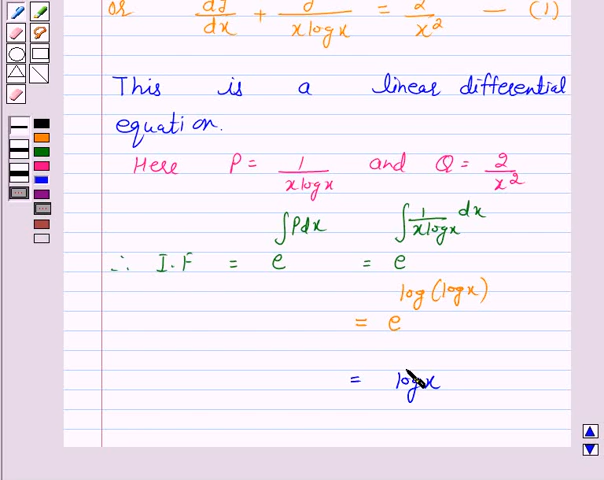 or dy/dx + y/(x log x) = 2/x² — (1)
This is a linear differential
equation.
Here P = 1/(x log x) and Q = 2/x²
∴ I.F = e^(∫Pdx) = e^(∫ 1/(x log x) dx)
= e^(log (log x))
= log x